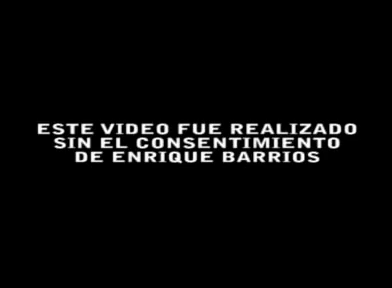 ESTE VIDEO FUE REALIZADO
SIN EL CONSENTIMIENTO
DE ENRIQUE BARRIOS